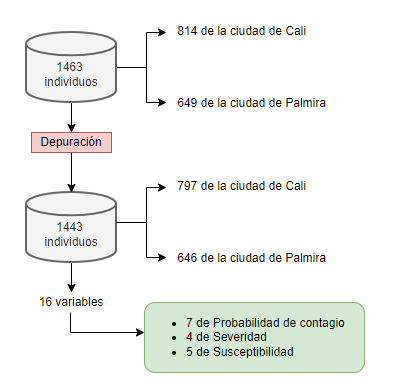 814 de la ciudad de Cali
1463
individuos
649 de la ciudad de Palmira
Depuración
797 de la ciudad de Cali
1443
individuos
646 de la ciudad de Palmira
16 variables
• 7 de Probabilidad de contagio
• 4 de Severidad
• 5 de Susceptibilidad